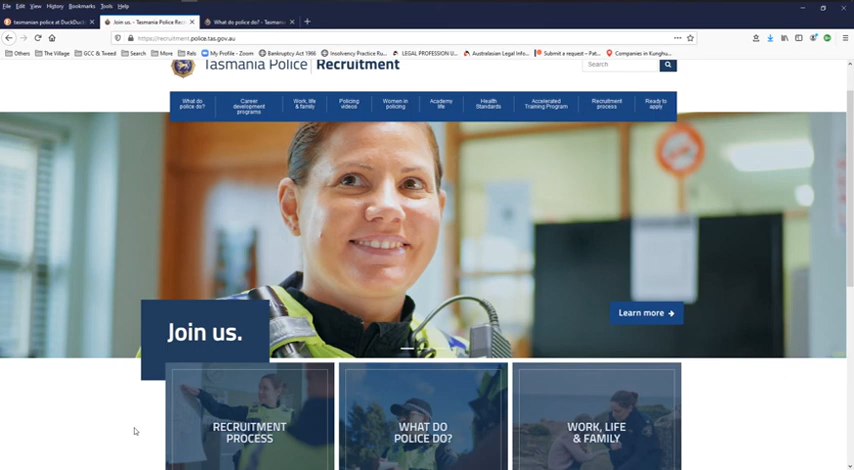 File Edit View History Bookmarks Tools Help
tasmanian police at DuckDuck
Join us. - Tasmania Police Rec
What do police do? - Tasmani
https://recruitment.police.tas.gov.au
Others The Village GCC & Tweed Search More Rels My Profile - Zoom Bankruptcy Act 1966 Insolvency Practice Ru... LEGAL PROFESSION U... Australasian Legal Info... Submit a request – Pat... Companies in Kunghu...
Tasmania Police Recruitment
Search
What do police do?
Career development programs
Work, life & family
Policing videos
Women in policing
Academy life
Health Standards
Accelerated Training Program
Recruitment process
Ready to apply
Learn more
Join us.
RECRUITMENT PROCESS
WHAT DO POLICE DO?
WORK, LIFE & FAMILY